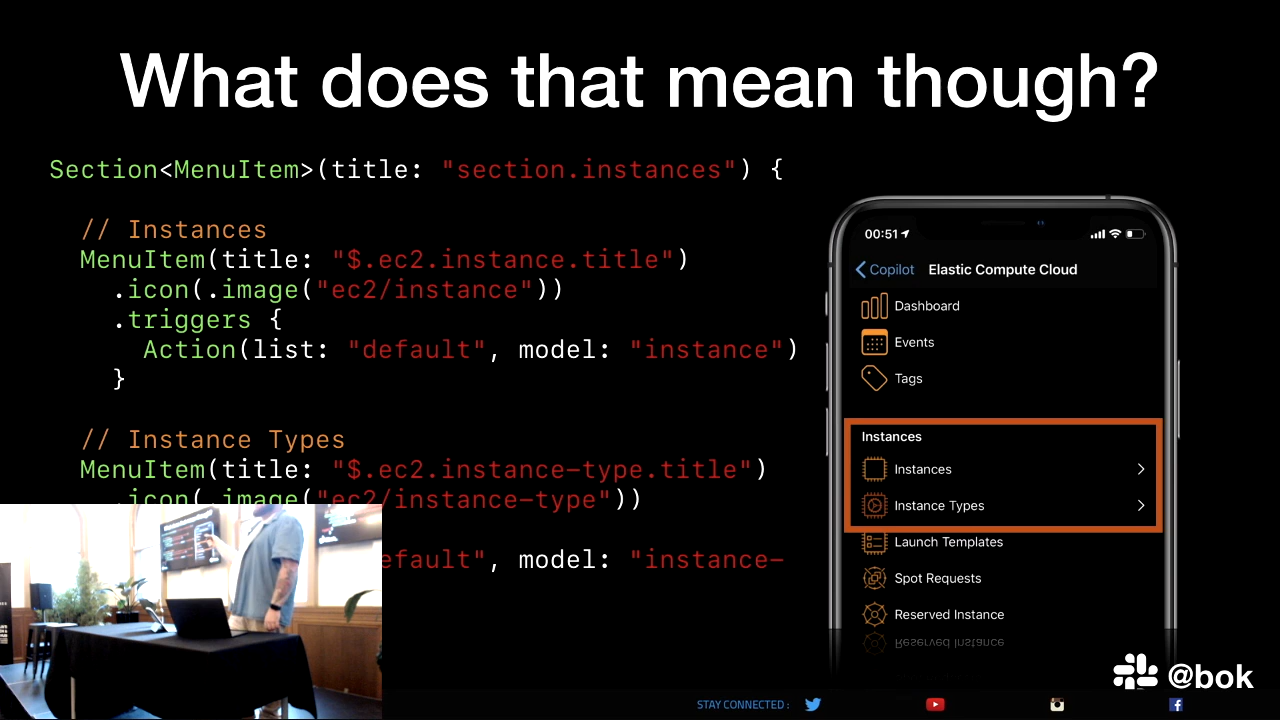 What does that mean though?
Section<MenuItem>(title: "section.instances") {
// Instances
MenuItem(title: "$.ec2.instance.title")
.icon(.image("ec2/instance"))
.triggers {
Action(list: "default", model: "instance")
}
// Instance Types
MenuItem(title: "$.ec2.instance-type.title")
.icon(.image("ec2/instance-type"))
efault", model: "instance-
00:51
Copilot Elastic Compute Cloud
Dashboard
Events
Tags
Instances
Instances
Instance Types
Launch Templates
Spot Requests
Reserved Instance
Reserved Instance
@bok
STAY CONNECTED :